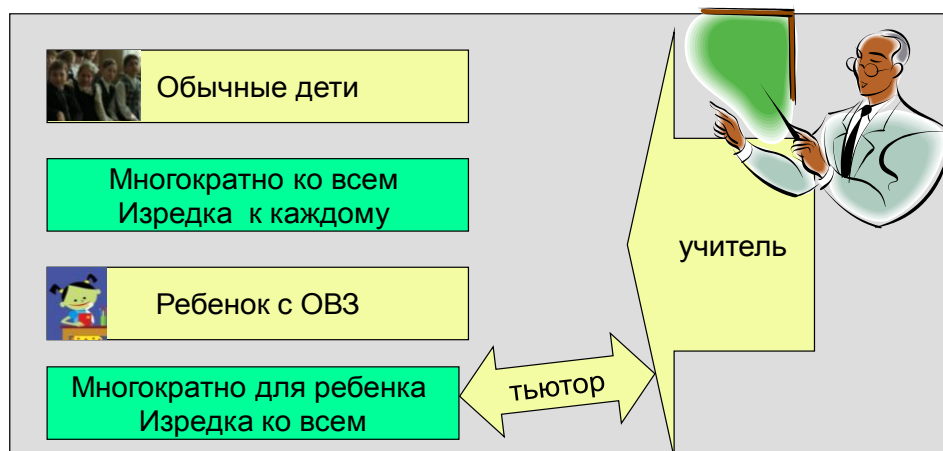 Обычные дети
Многократно ко всем
Изредка к каждому
учитель
Ребенок с ОВЗ
Многократно для ребенка
Изредка ко всем
тьютор